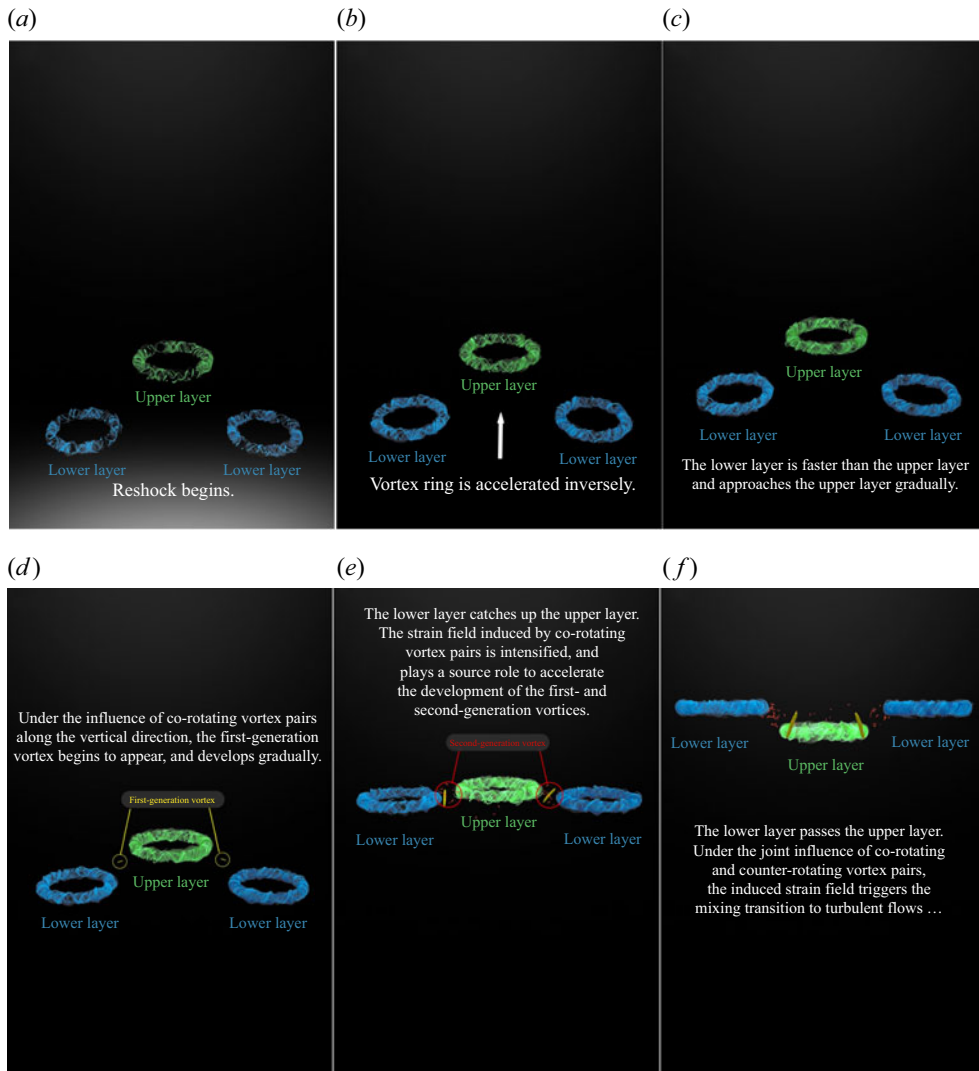 (a)
(b)
(c)
Upper layer
Lower layer
Lower layer
Reshock begins.
Upper layer
Lower layer
Lower layer
Vortex ring is accelerated inversely.
Upper layer
Lower layer
Lower layer
The lower layer is faster than the upper layer
and approaches the upper layer gradually.
(d)
(e)
(f)
Under the influence of co-rotating vortex pairs
along the vertical direction, the first-generation
vortex begins to appear, and develops gradually.
First-generation vortex
Upper layer
Lower layer
Lower layer
The lower layer catches up the upper layer.
The strain field induced by co-rotating
vortex pairs is intensified, and
plays a source role to accelerate
the development of the first- and
second-generation vortices.
Second-generation vortex
Upper layer
Lower layer
Lower layer
Lower layer
Lower layer
Upper layer
The lower layer passes the upper layer.
Under the joint influence of co-rotating
and counter-rotating vortex pairs,
the induced strain field triggers the
mixing transition to turbulent flows ...